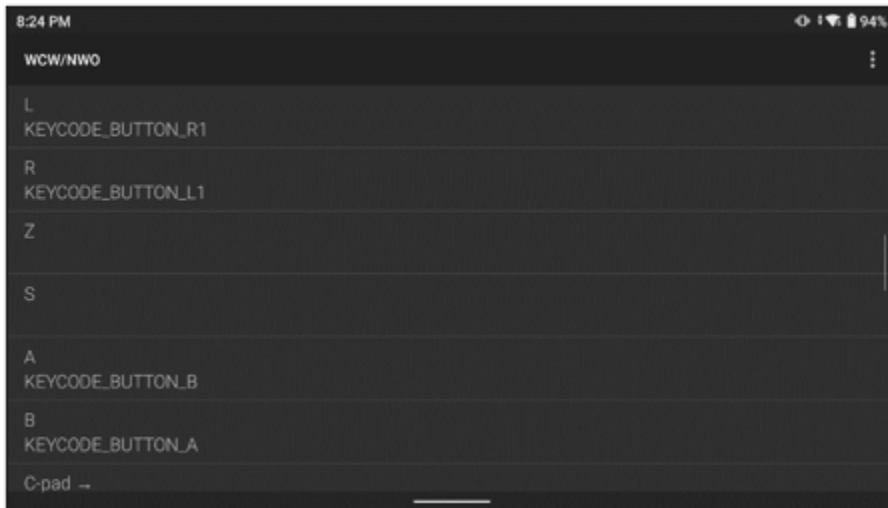 8:24 PM 94%
WCW/NWO
L
KEYCODE_BUTTON_R1
R
KEYCODE_BUTTON_L1
Z
S
A
KEYCODE_BUTTON_B
B
KEYCODE_BUTTON_A
C-pad →